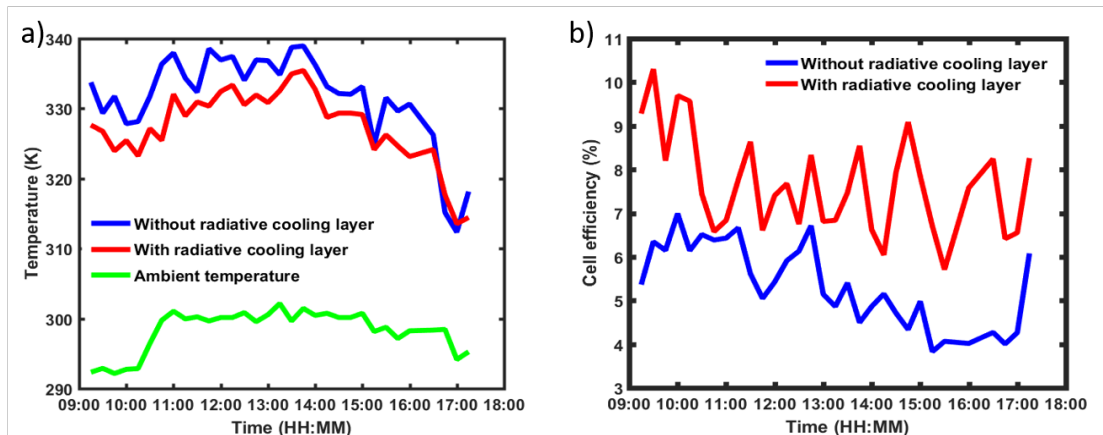 a)
340
330
320
310
300
290
Temperature (K)
Without radiative cooling layer
With radiative cooling layer
Ambient temperature
09:00 10:00 11:00 12:00 13:00 14:00 15:00 16:00 17:00 18:00
Time (HH:MM)
b)
11
10
9
8
7
6
5
4
3
Cell efficiency (%)
Without radiative cooling layer
With radiative cooling layer
09:00 10:00 11:00 12:00 13:00 14:00 15:00 16:00 17:00 18:00
Time (HH:MM)